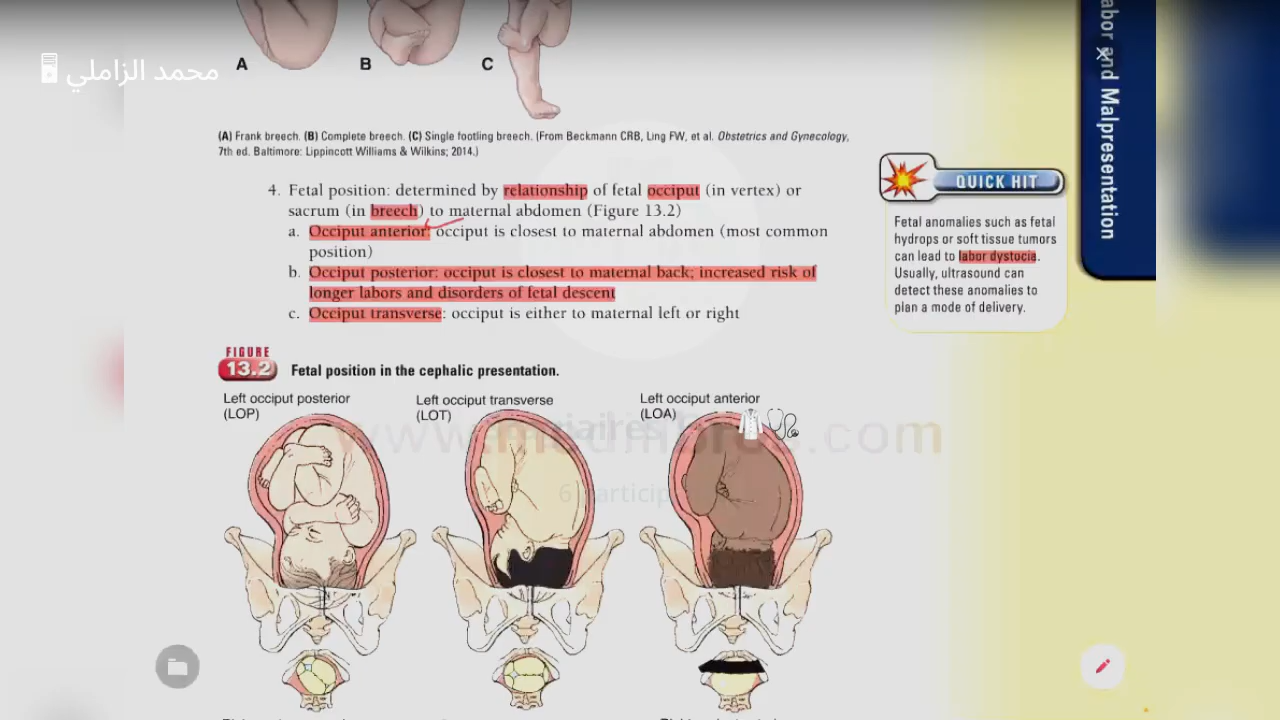 محمد الزاملي
A B C
(A) Frank breech. (B) Complete breech. (C) Single footling breech. (From Beckmann CRB, Ling FW, et al. Obstetrics and Gynecology,
7th ed. Baltimore: Lippincott Williams & Wilkins; 2014.)
4. Fetal position: determined by relationship of fetal occiput (in vertex) or
sacrum (in breech) to maternal abdomen (Figure 13.2)
a. Occiput anterior: occiput is closest to maternal abdomen (most common
position)
b. Occiput posterior: occiput is closest to maternal back; increased risk of
longer labors and disorders of fetal descent
c. Occiput transverse: occiput is either to maternal left or right
QUICK HIT
Fetal anomalies such as fetal
hydrops or soft tissue tumors
can lead to labor dystocia.
Usually, ultrasound can
detect these anomalies to
plan a mode of delivery.
abor and Malpresentation
FIGURE
13.2 Fetal position in the cephalic presentation.
Left occiput posterior
(LOP)
Left occiput transverse
(LOT)
Left occiput anterior
(LOA)